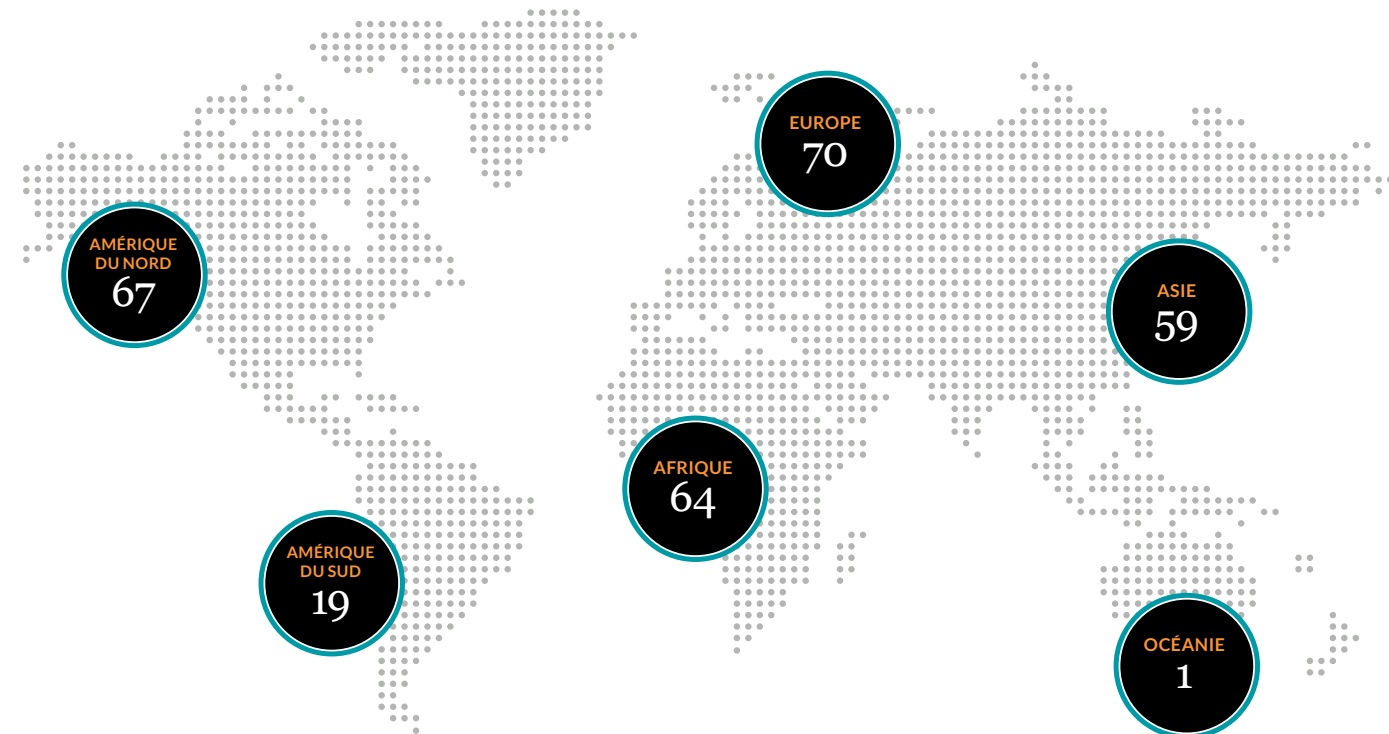 EUROPE
70
AMÉRIQUE
DU NORD
67
ASIE
59
AFRIQUE
64
AMÉRIQUE
DU SUD
19
OCÉANIE
1